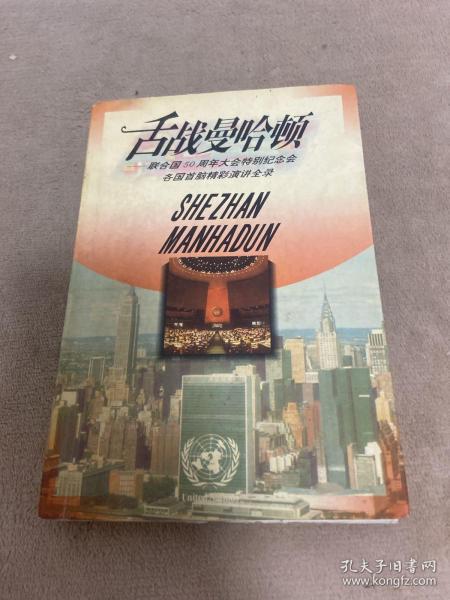 舌战曼哈顿
联合国50周年大会特别纪念会
各国首脑精彩演讲全录
SHEZHAN
MANHADUN
孔夫子旧书网
www.kongfz.com